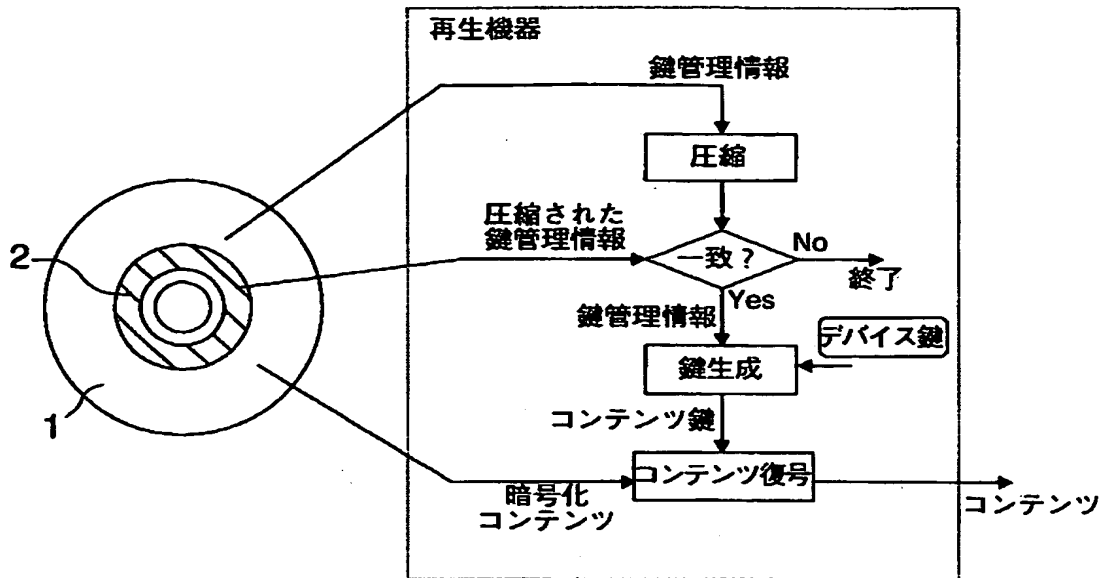 再生機器
鍵管理情報
圧縮
圧縮された
鍵管理情報
一致?
No
終了
2
Yes
鍵管理情報
デバイス鍵
鍵生成
1
コンテンツ鍵
コンテンツ復号
暗号化
コンテンツ
コンテンツ